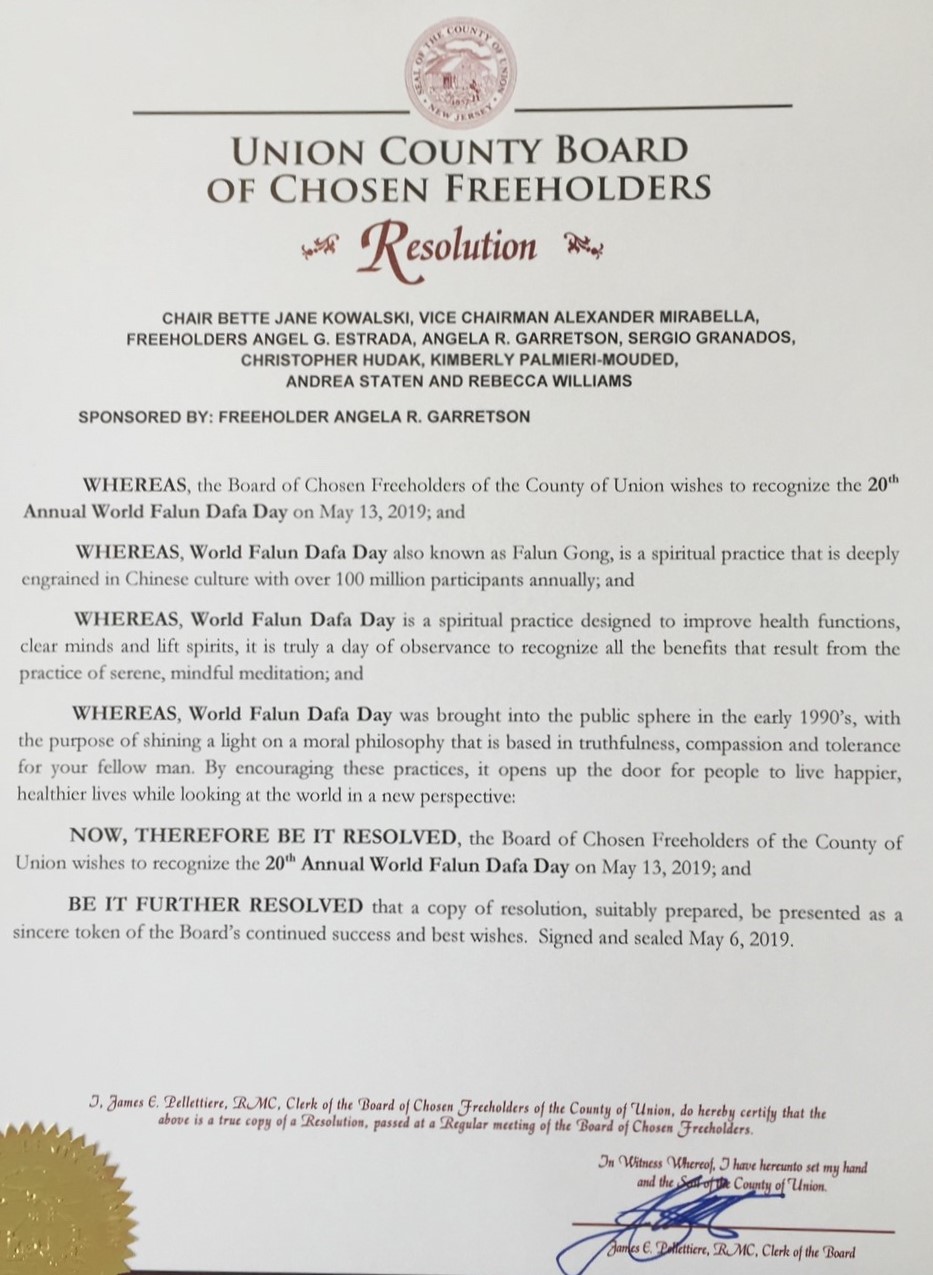 SEAL OF THE COUNTY OF UNION
NEW JERSEY
UNION COUNTY BOARD
OF CHOSEN FREEHOLDERS
Resolution
CHAIR BETTE JANE KOWALSKI, VICE CHAIRMAN ALEXANDER MIRABELLA,
FREEHOLDERS ANGEL G. ESTRADA, ANGELA R. GARRETSON, SERGIO GRANADOS,
CHRISTOPHER HUDAK, KIMBERLY PALMIERI-MOUDED,
ANDREA STATEN AND REBECCA WILLIAMS
SPONSORED BY: FREEHOLDER ANGELA R. GARRETSON
WHEREAS, the Board of Chosen Freeholders of the County of Union wishes to recognize the 20th
Annual World Falun Dafa Day on May 13, 2019; and
WHEREAS, World Falun Dafa Day also known as Falun Gong, is a spiritual practice that is deeply
engrained in Chinese culture with over 100 million participants annually; and
WHEREAS, World Falun Dafa Day is a spiritual practice designed to improve health functions,
clear minds and lift spirits, it is truly a day of observance to recognize all the benefits that result from the
practice of serene, mindful meditation; and
WHEREAS, World Falun Dafa Day was brought into the public sphere in the early 1990's, with
the purpose of shining a light on a moral philosophy that is based in truthfulness, compassion and tolerance
for your fellow man. By encouraging these practices, it opens up the door for people to live happier,
healthier lives while looking at the world in a new perspective:
NOW, THEREFORE BE IT RESOLVED, the Board of Chosen Freeholders of the County of
Union wishes to recognize the 20th Annual World Falun Dafa Day on May 13, 2019; and
BE IT FURTHER RESOLVED that a copy of resolution, suitably prepared, be presented as a
sincere token of the Board's continued success and best wishes. Signed and sealed May 6, 2019.
I, James E. Pellettiere, RMC, Clerk of the Board of Chosen Freeholders of the County of Union, do hereby certify that the
above is a true copy of a Resolution, passed at a Regular meeting of the Board of Chosen Freeholders.
In Witness Whereof, I have hereunto set my hand
and the Seal of the County of Union.
James E. Pellettiere, RMC, Clerk of the Board